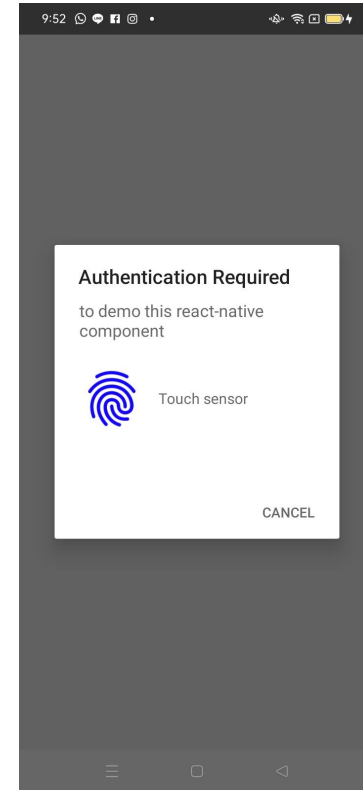 9:52
Authentication Required
to demo this react-native
component
Touch sensor
CANCEL